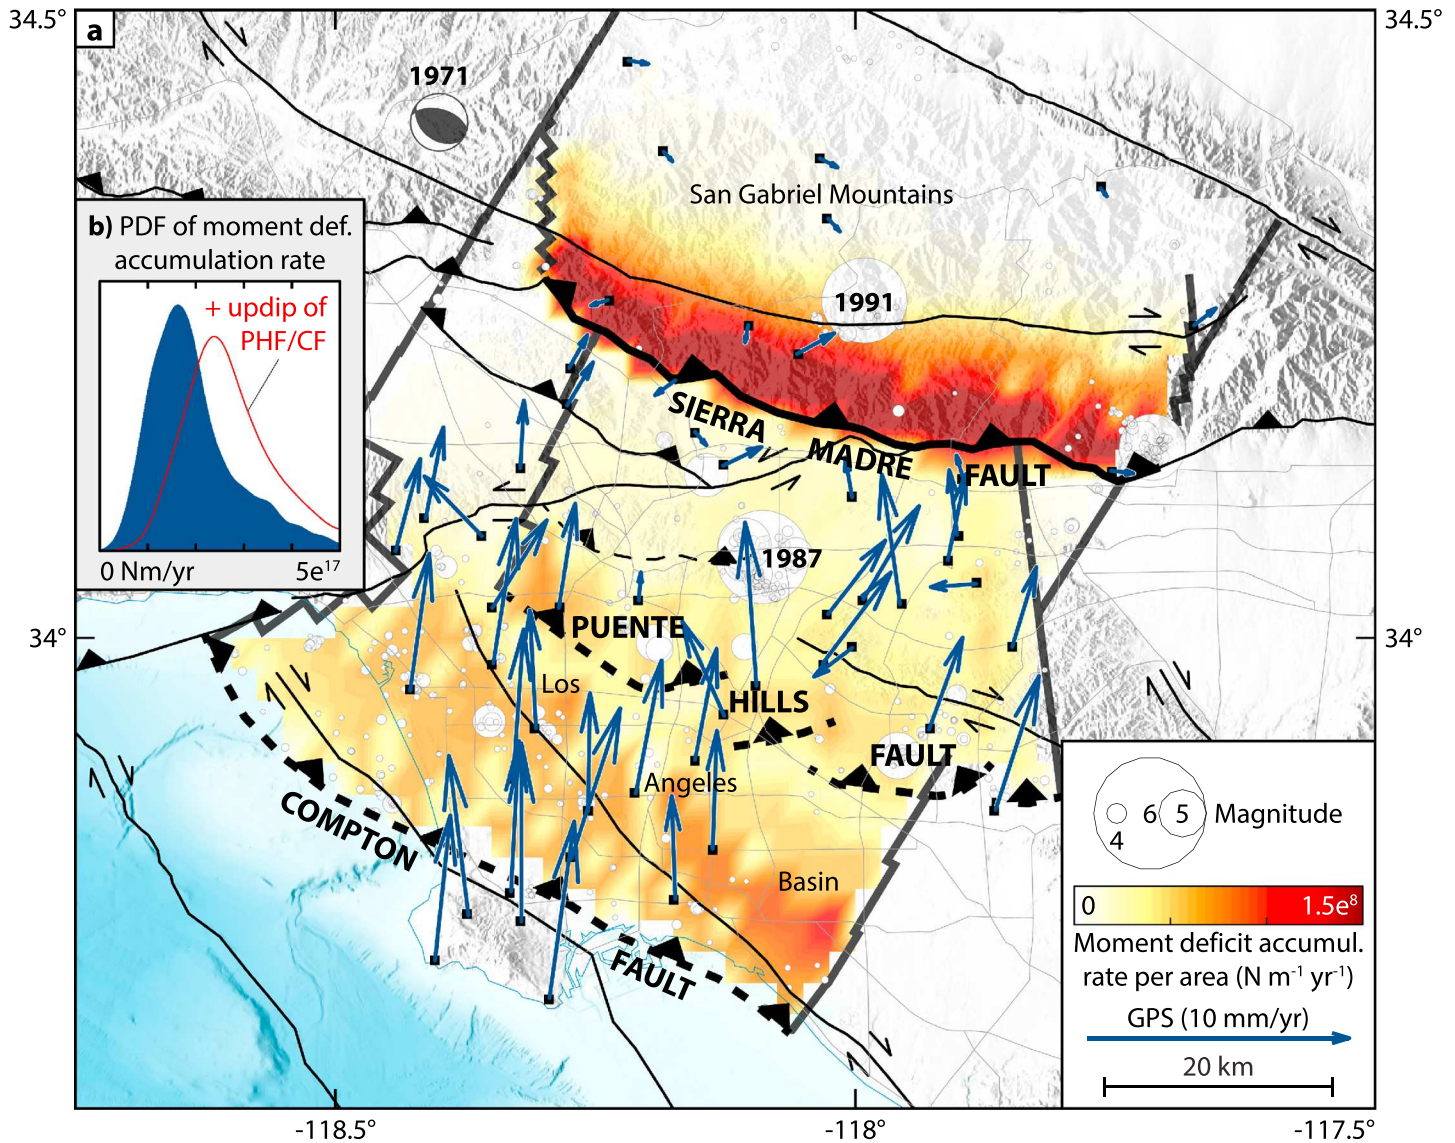 34.5°
34.5°
a
1971
San Gabriel Mountains
b) PDF of moment def.
accumulation rate
+ updip of
PHF/CF
0 Nm/yr
5e17
1991
SIERRA
MADRE
FAULT
1987
34°
34°
PUENTE
HILLS
FAULT
Los
Angeles
Basin
COMPTON
FAULT
4
6
5
Magnitude
0
1.5e8
Moment deficit accumul.
rate per area (N m-1 yr-1)
GPS (10 mm/yr)
20 km
-118.5°
-118°
-117.5°